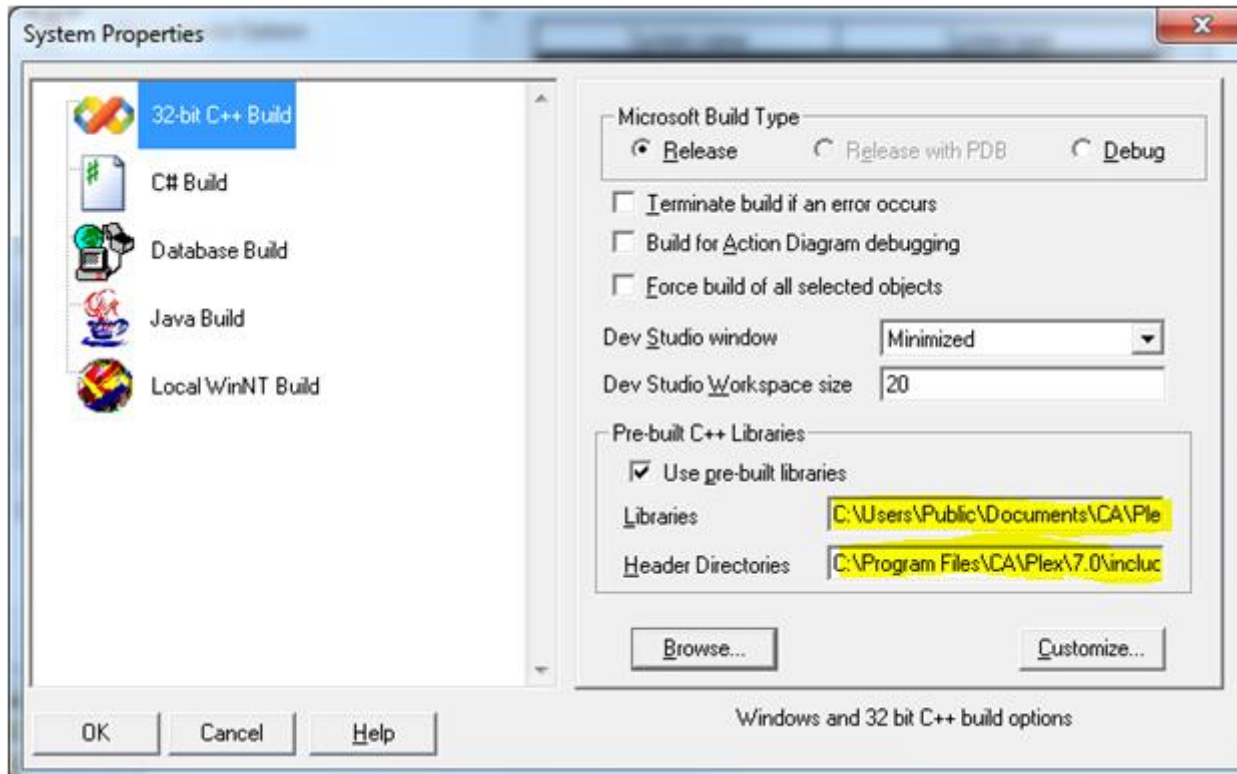 System Properties
32-bit C++ Build
C# Build
Database Build
Java Build
Local WinNT Build
Microsoft Build Type
Release
Release with PDB
Debug
Terminate build if an error occurs
Build for Action Diagram debugging
Force build of all selected objects
Dev Studio window
Minimized
Dev Studio Workspace size
20
Pre-built C++ Libraries
Use pre-built libraries
Libraries
C:\Users\Public\Documents\CA\Ple
Header Directories
C:\Program Files\CA\Plex\7.0\includ
Browse...
Customize...
Windows and 32 bit C++ build options
OK
Cancel
Help